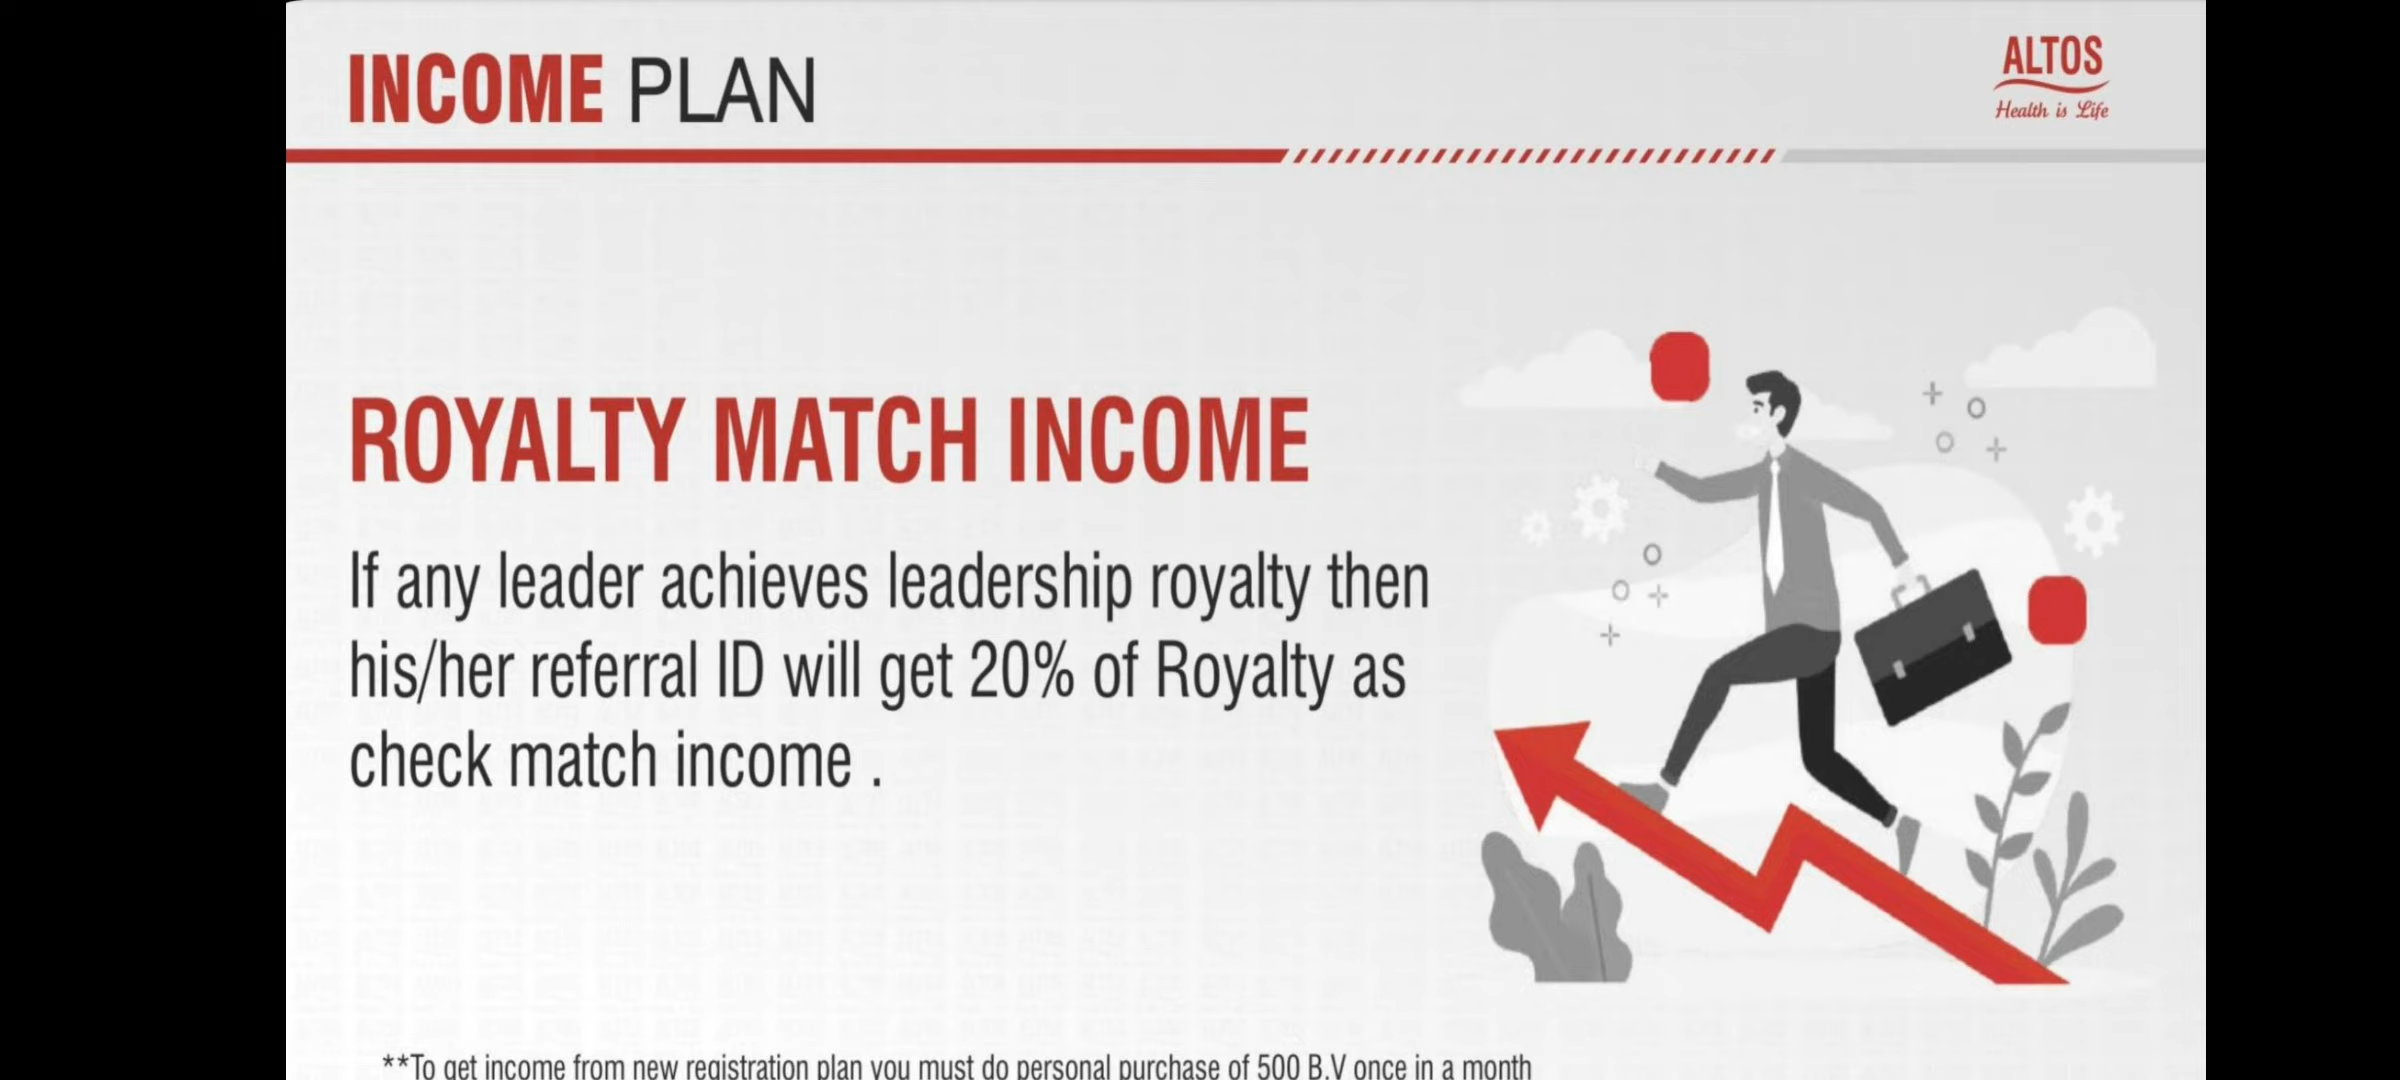 INCOME PLAN
ALTOS
Health is Life
ROYALTY MATCH INCOME
If any leader achieves leadership royalty then
his/her referral ID will get 20% of Royalty as
check match income .
**To get income from new registration plan you must do personal purchase of 500 B.V once in a month